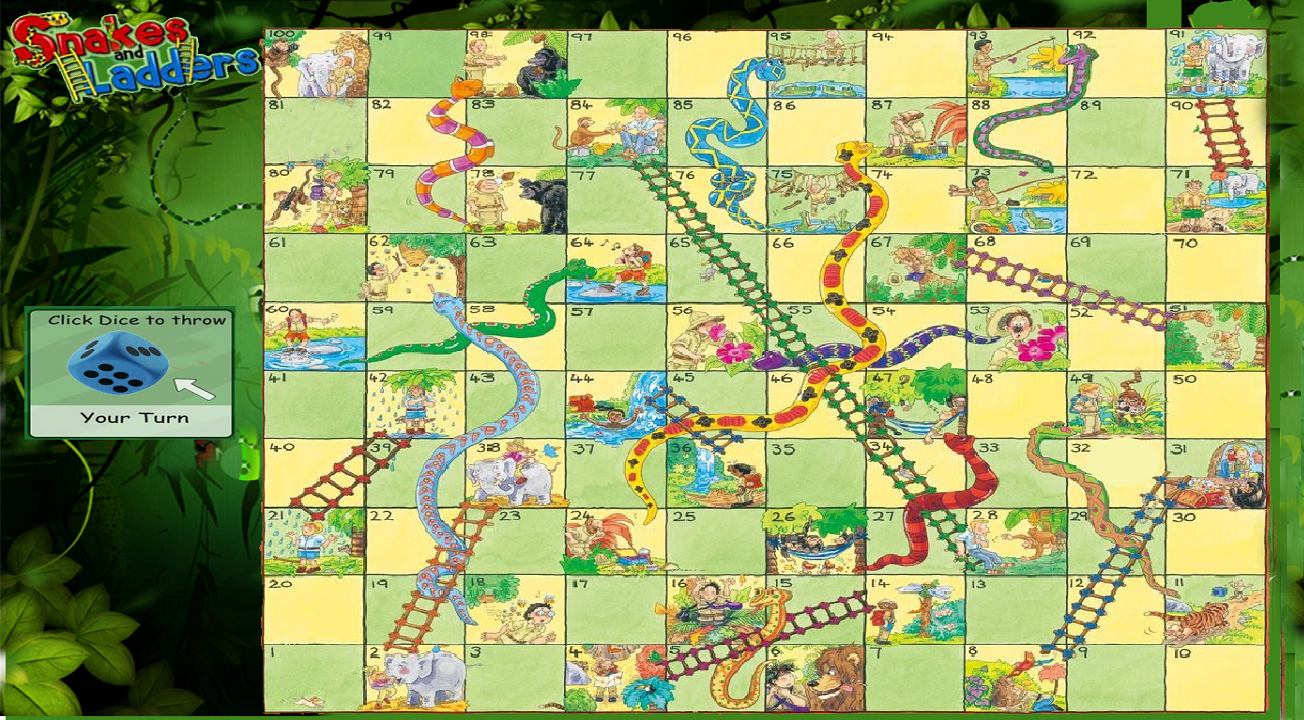 Snakes
and
Ladders
Click Dice to throw
Your Turn
100 99 98 97 96 95 94 93 92 91
81 82 83 84 85 86 87 88 89 90
80 79 78 77 76 75 74 73 72 71
61 62 63 64 65 66 67 68 69 70
60 59 58 57 56 55 54 53 52 51
41 42 43 44 45 46 47 48 49 50
40 39 38 37 36 35 34 33 32 31
21 22 23 24 25 26 27 28 29 30
20 19 18 17 16 15 14 13 12 11
1 2 3 4 5 6 7 8 9 10